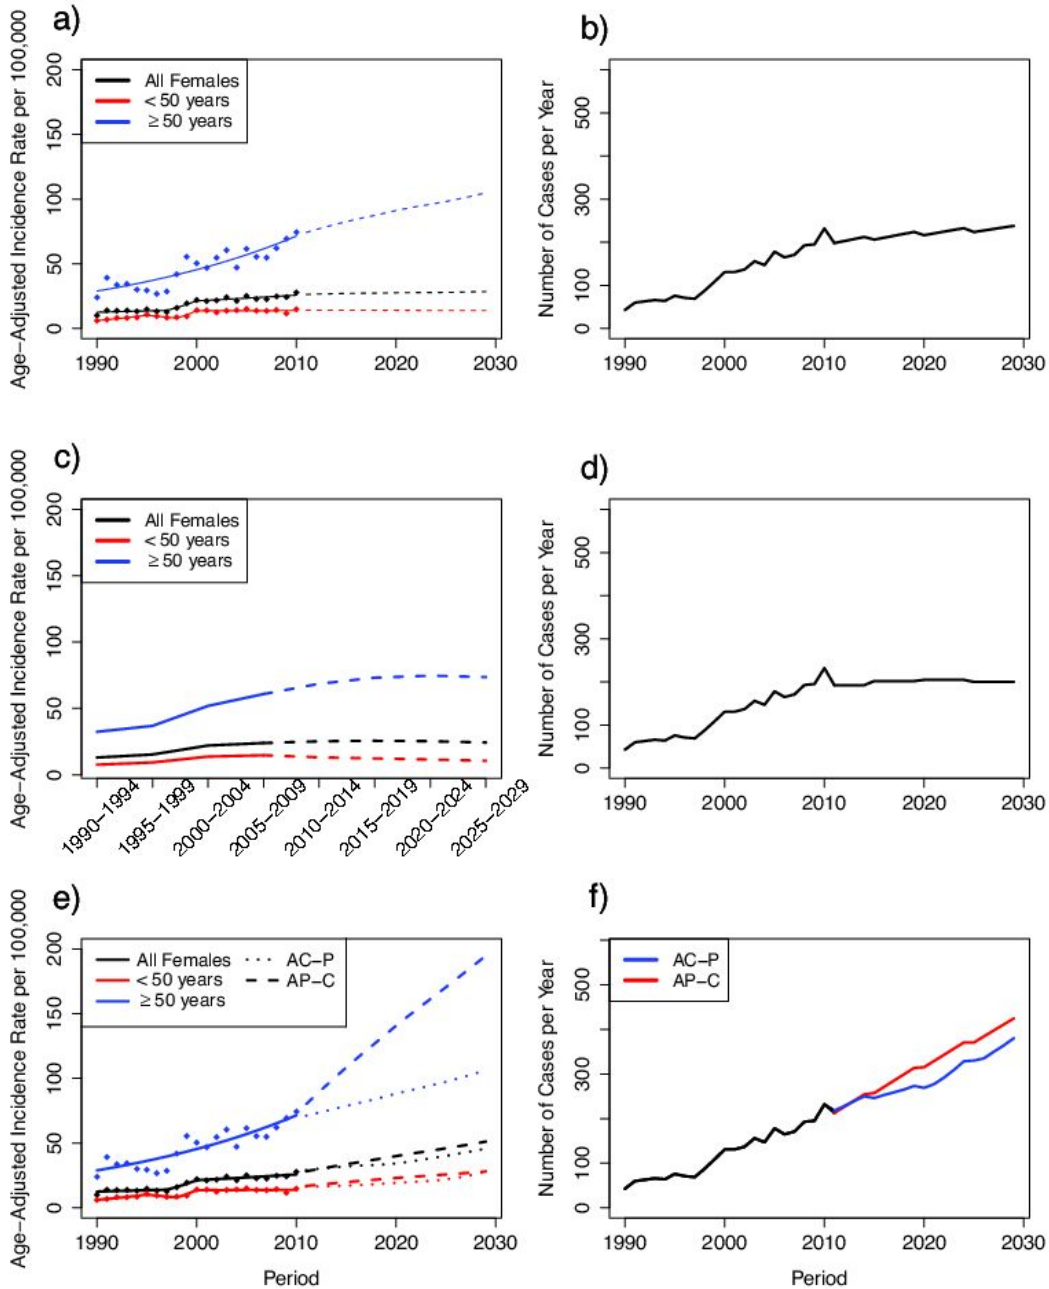 a)
Age-Adjusted Incidence Rate per 100,000
200
150
100
50
0
All Females
< 50 years
≥ 50 years
1990 2000 2010 2020 2030
b)
Number of Cases per Year
500
300
100
0
1990 2000 2010 2020 2030
c)
Age-Adjusted Incidence Rate per 100,000
200
150
100
50
0
All Females
< 50 years
≥ 50 years
1990-1994 1995-1999 2000-2004 2005-2009 2010-2014 2015-2019 2020-2024 2025-2029
d)
Number of Cases per Year
500
300
100
0
1990 2000 2010 2020 2030
e)
Age-Adjusted Incidence Rate per 100,000
200
150
100
50
0
All Females AC-P
< 50 years AP-C
≥ 50 years
1990 2000 2010 2020 2030
Period
f)
Number of Cases per Year
500
300
100
0
AC-P
AP-C
1990 2000 2010 2020 2030
Period